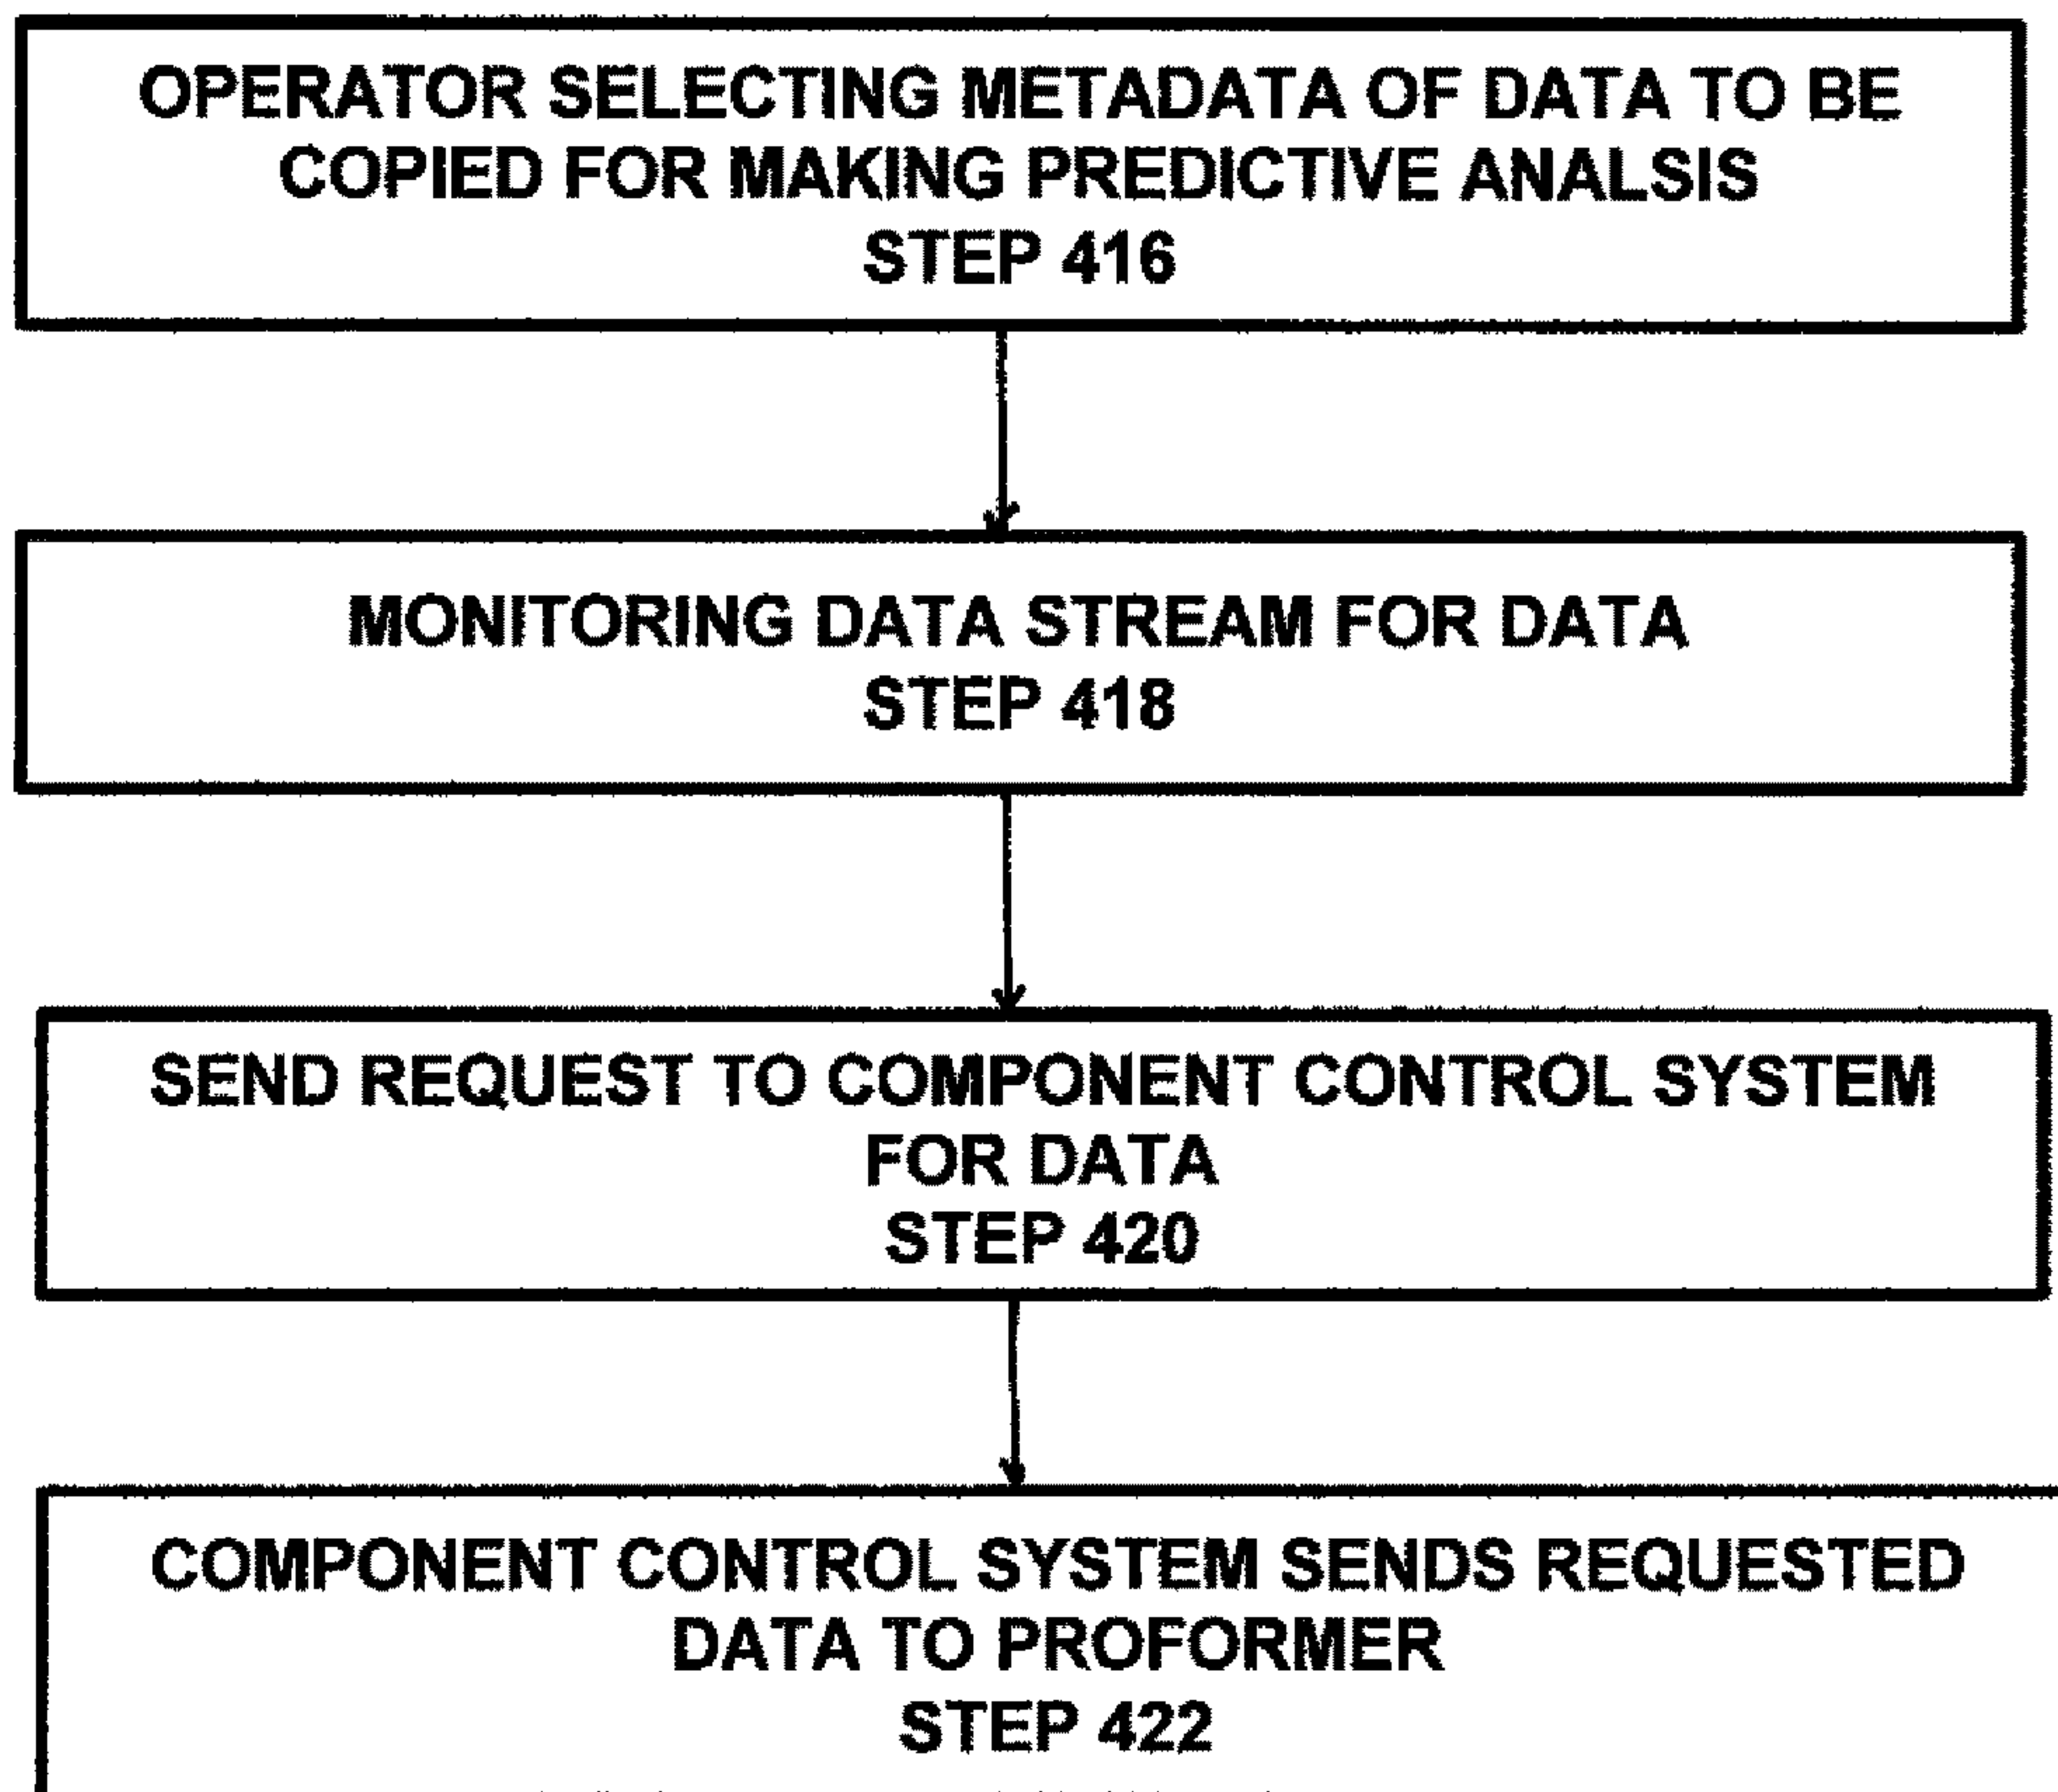 OPERATOR SELECTING METADATA OF DATA TO BE
COPIED FOR MAKING PREDICTIVE ANALSIS
STEP 416
MONITORING DATA STREAM FOR DATA
STEP 418
SEND REQUEST TO COMPONENT CONTROL SYSTEM
FOR DATA
STEP 420
COMPONENT CONTROL SYSTEM SENDS REQUESTED
DATA TO PROFORMER
STEP 422